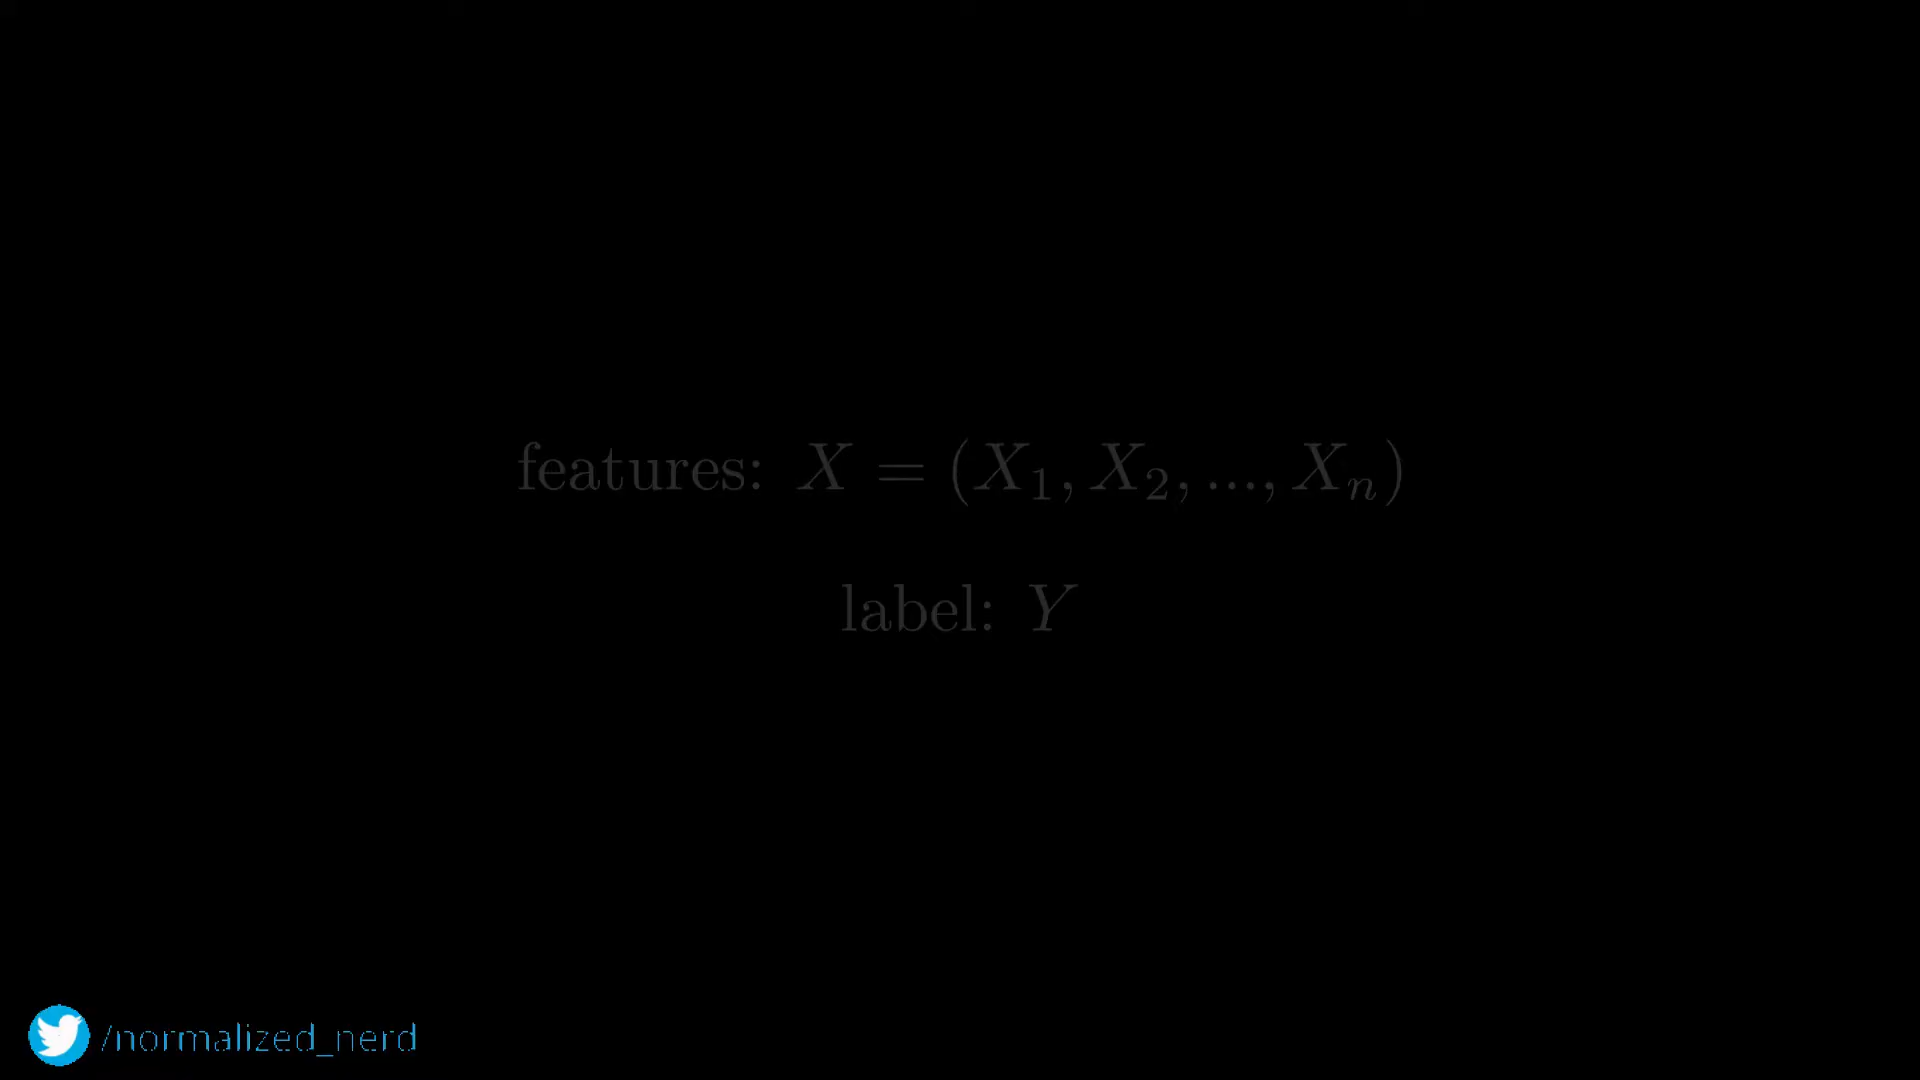 features: X = (X₁, X₂, ..., Xₙ)
label: Y
/normalized_nerd